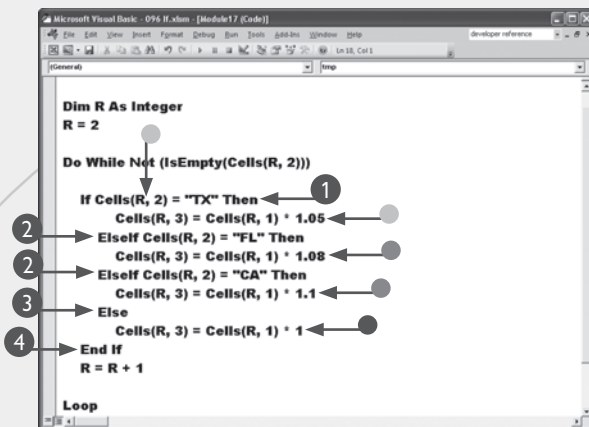 Microsoft Visual Basic - 096 If.xlsm - [Module17 (Code)]
File Edit View Insert Format Debug Run Tools Add-Ins Window Help developer reference
Ln 18, Col 1
(General) tmp
Dim R As Integer
R = 2
Do While Not (IsEmpty(Cells(R, 2)))
If Cells(R, 2) = "TX" Then 1
Cells(R, 3) = Cells(R, 1) * 1.05
2 ElseIf Cells(R, 2) = "FL" Then
Cells(R, 3) = Cells(R, 1) * 1.08
2 ElseIf Cells(R, 2) = "CA" Then
Cells(R, 3) = Cells(R, 1) * 1.1
3 Else
Cells(R, 3) = Cells(R, 1) * 1
4 End If
R = R + 1
Loop